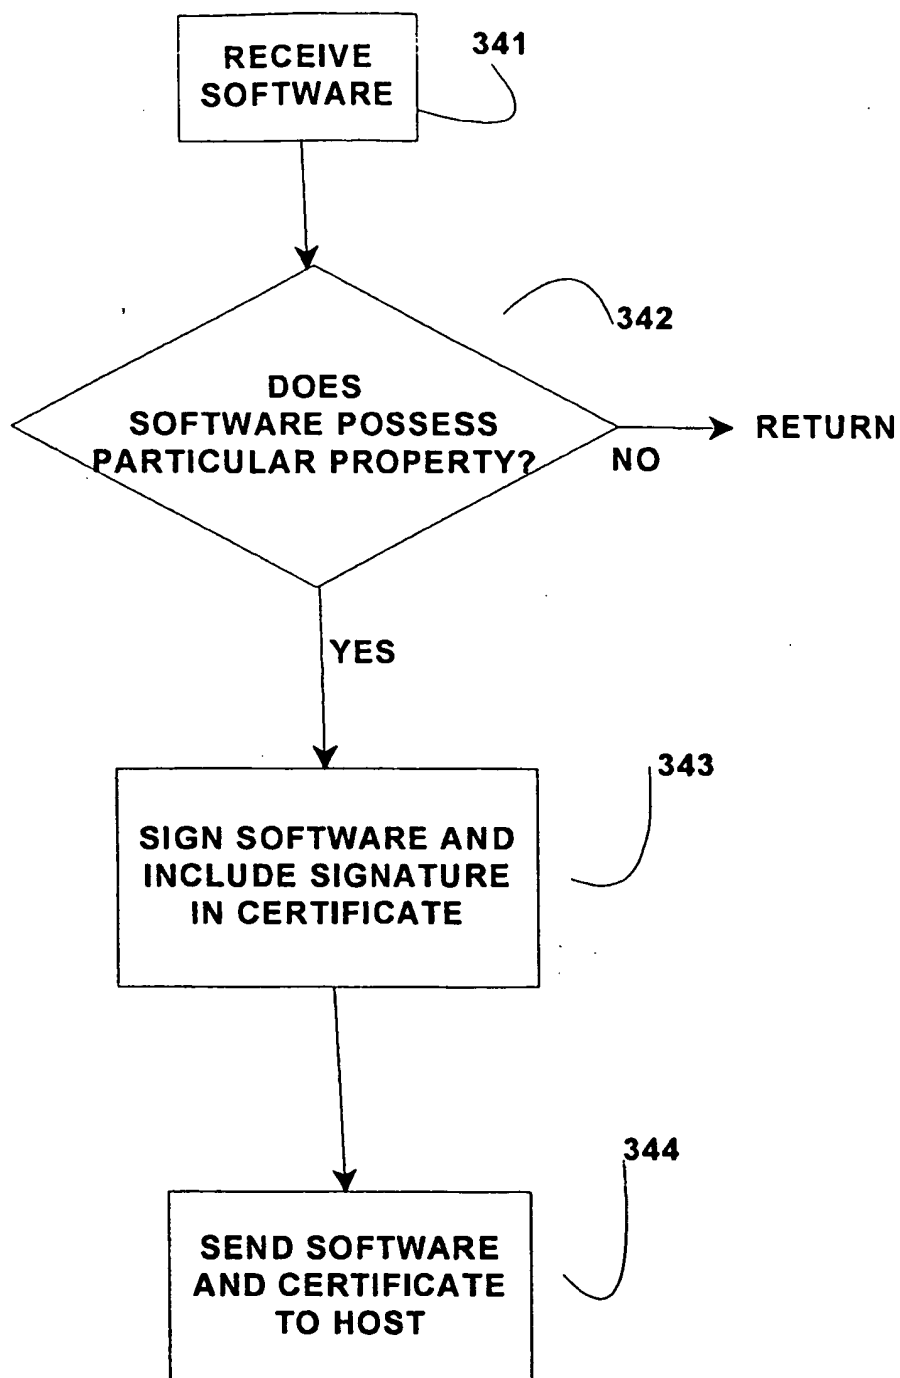 RECEIVE
SOFTWARE
341
342
DOES
SOFTWARE POSSESS
PARTICULAR PROPERTY?
NO
RETURN
YES
343
SIGN SOFTWARE AND
INCLUDE SIGNATURE
IN CERTIFICATE
344
SEND SOFTWARE
AND CERTIFICATE
TO HOST